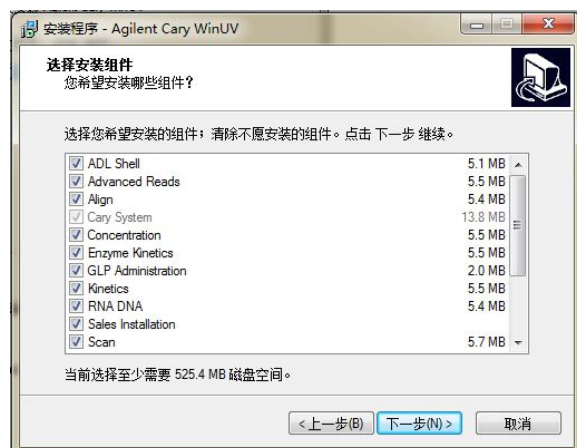 安装程序 - Agilent Cary WinUV
选择安装组件
您希望安装哪些组件?
选择您希望安装的组件；清除不愿安装的组件。点击 下一步 继续。
ADL Shell 5.1 MB
Advanced Reads 5.5 MB
Align 5.4 MB
Cary System 13.8 MB
Concentration 5.5 MB
Enzyme Kinetics 5.5 MB
GLP Administration 2.0 MB
Kinetics 5.5 MB
RNA DNA 5.4 MB
Sales Installation
Scan 5.7 MB
当前选择至少需要 525.4 MB 磁盘空间。
<上一步(B) 下一步(N)> 取消